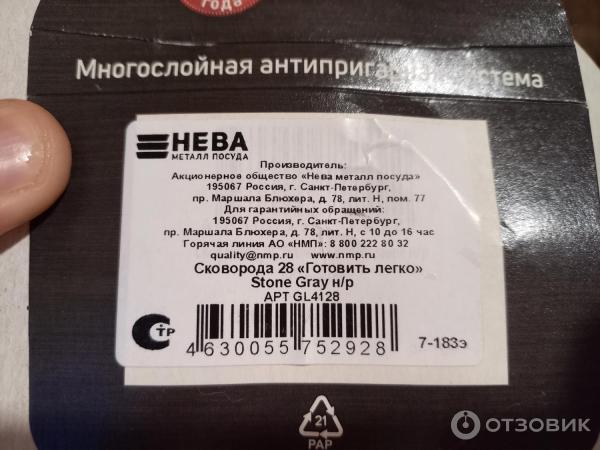 года
Многослойная антипригарная система
НЕВА
МЕТАЛЛ ПОСУДА
Производитель:
Акционерное общество «Нева металл посуда»
195067 Россия, г. Санкт-Петербург,
пр. Маршала Блюхера, д. 78, лит. Н, пом. 77
Для гарантийных обращений:
195067 Россия, г. Санкт-Петербург,
пр. Маршала Блюхера, д. 78, лит. Н, с 10 до 16 час
Горячая линия АО «НМП»: 8 800 222 80 32
quality@nmp.ru www.nmp.ru
Сковорода 28 «Готовить легко»
Stone Gray н/р
АРТ GL4128
СТР
4 630055 752928
7-183э
21
PAP
ОТЗОВИК